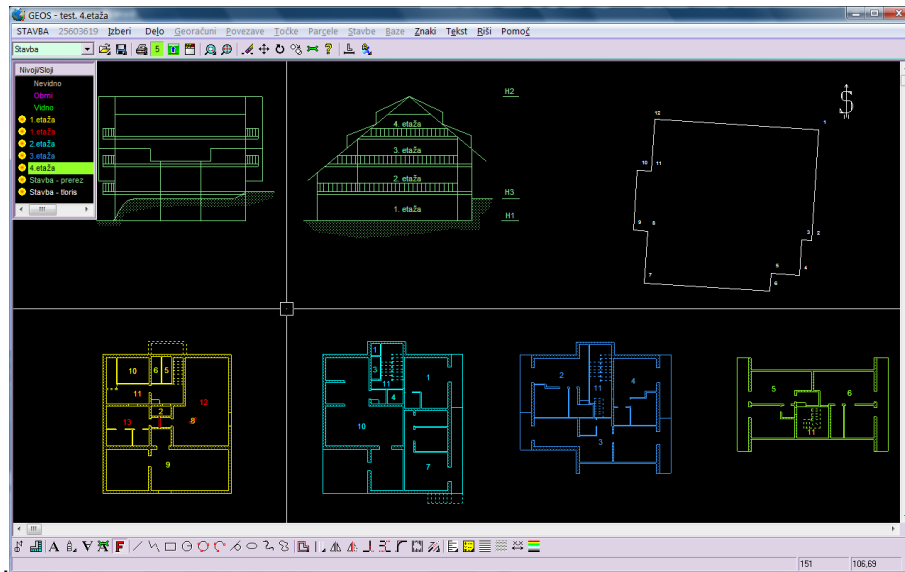 GEOS - test. 4.etaža
STAVBA 25603619 Izberi Delo Georačuni Povezave Točke Parcele Stavbe Baze Znaki Tekst Riši Pomoč
Stavba
5
Nivoji/Sloji
Nevidno
Obrni
Vidno
1.etaža
1.etaža
2.etaža
3.etaža
4.etaža
Stavba - prerez
Stavba - tloris
4. etaža
3. etaža
2. etaža
1. etaža
H2
H3
H1
S
12
1
10 11
9 8
3 2
5 4
7 6
10 6 5
11 12
2
13 8
9
1
3 1
11
4
10
7
2 11 4
3
5 6
11
151 106,69